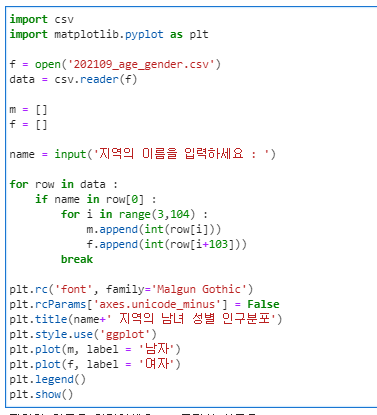 import csv
import matplotlib.pyplot as plt
f = open('202109_age_gender.csv')
data = csv.reader(f)
m = []
f = []
name = input('지역의 이름을 입력하세요 : ')
for row in data :
    if name in row[0] :
        for i in range(3,104) :
            m.append(int(row[i]))
            f.append(int(row[i+103]))
        break
plt.rc('font', family='Malgun Gothic')
plt.rcParams['axes.unicode_minus'] = False
plt.title(name+' 지역의 남녀 성별 인구분포')
plt.style.use('ggplot')
plt.plot(m, label = '남자')
plt.plot(f, label = '여자')
plt.legend()
plt.show()